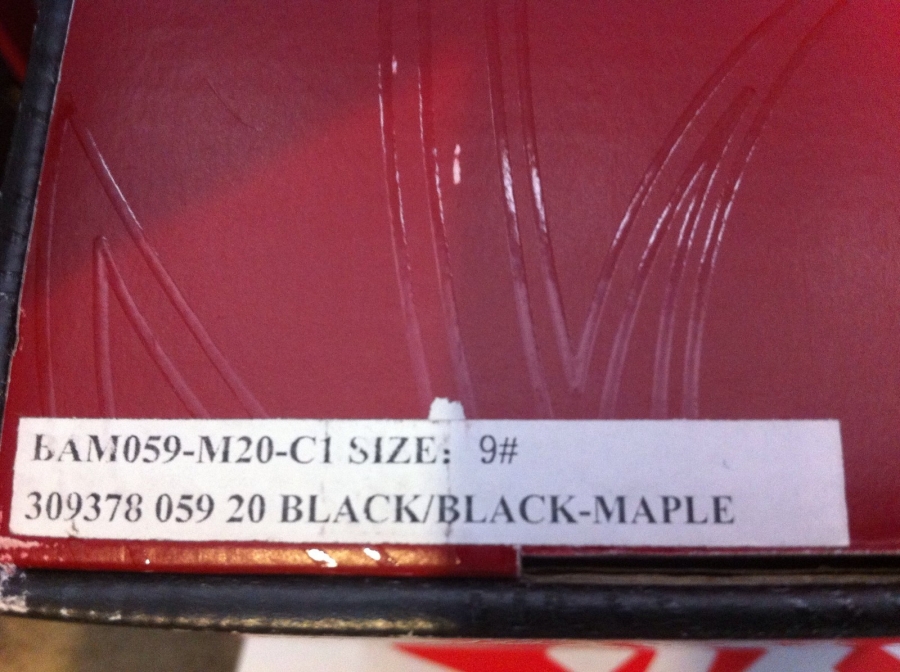 BAM059-M20-C1 SIZE: 9#
309378 059 20 BLACK/BLACK-MAPLE